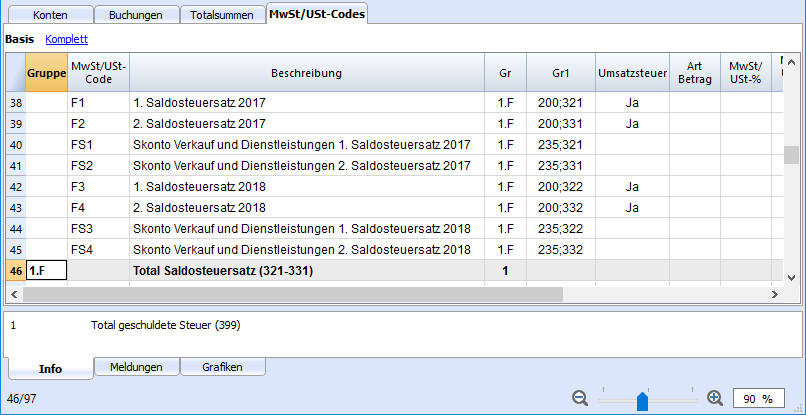 Konten Buchungen Totalsummen MwSt/USt-Codes
Basis Komplett
Gruppe MwSt/USt-Code Beschreibung Gr Gr1 Umsatzsteuer Art Betrag MwSt/USt-%
38 F1 1. Saldosteuersatz 2017 1.F 200;321 Ja
39 F2 2. Saldosteuersatz 2017 1.F 200;331 Ja
40 FS1 Skonto Verkauf und Dienstleistungen 1. Saldosteuersatz 2017 1.F 235;321
41 FS2 Skonto Verkauf und Dienstleistungen 2. Saldosteuersatz 2017 1.F 235;331
42 F3 1. Saldosteuersatz 2018 1.F 200;322 Ja
43 F4 2. Saldosteuersatz 2018 1.F 200;332 Ja
44 FS3 Skonto Verkauf und Dienstleistungen 1. Saldosteuersatz 2018 1.F 235;322
45 FS4 Skonto Verkauf und Dienstleistungen 2. Saldosteuersatz 2018 1.F 235;332
46 1.F Total Saldosteuersatz (321-331) 1
1 Total geschuldete Steuer (399)
Info Meldungen Grafiken
46/97 90 %